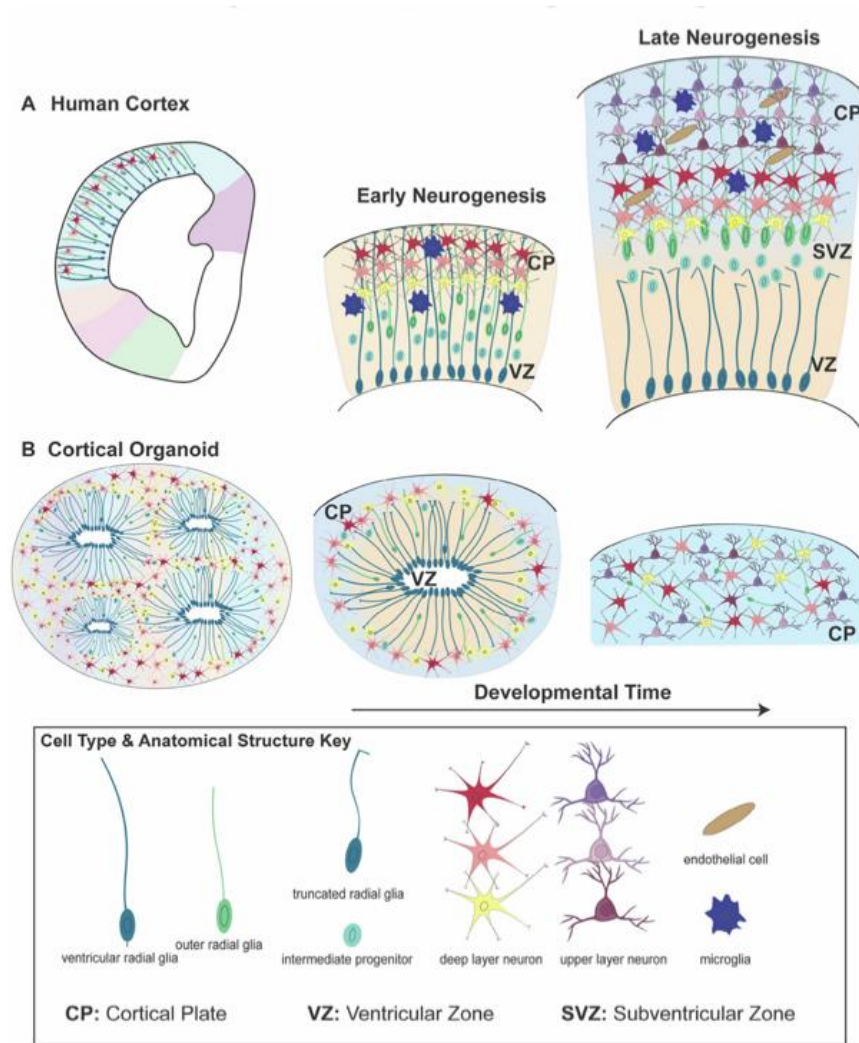 Late Neurogenesis
A Human Cortex
CP
Early Neurogenesis
CP
SVZ
VZ
VZ
B Cortical Organoid
CP
VZ
CP
Developmental Time
Cell Type & Anatomical Structure Key
ventricular radial glia
outer radial glia
truncated radial glia
intermediate progenitor
deep layer neuron
upper layer neuron
endothelial cell
microglia
CP: Cortical Plate
VZ: Ventricular Zone
SVZ: Subventricular Zone